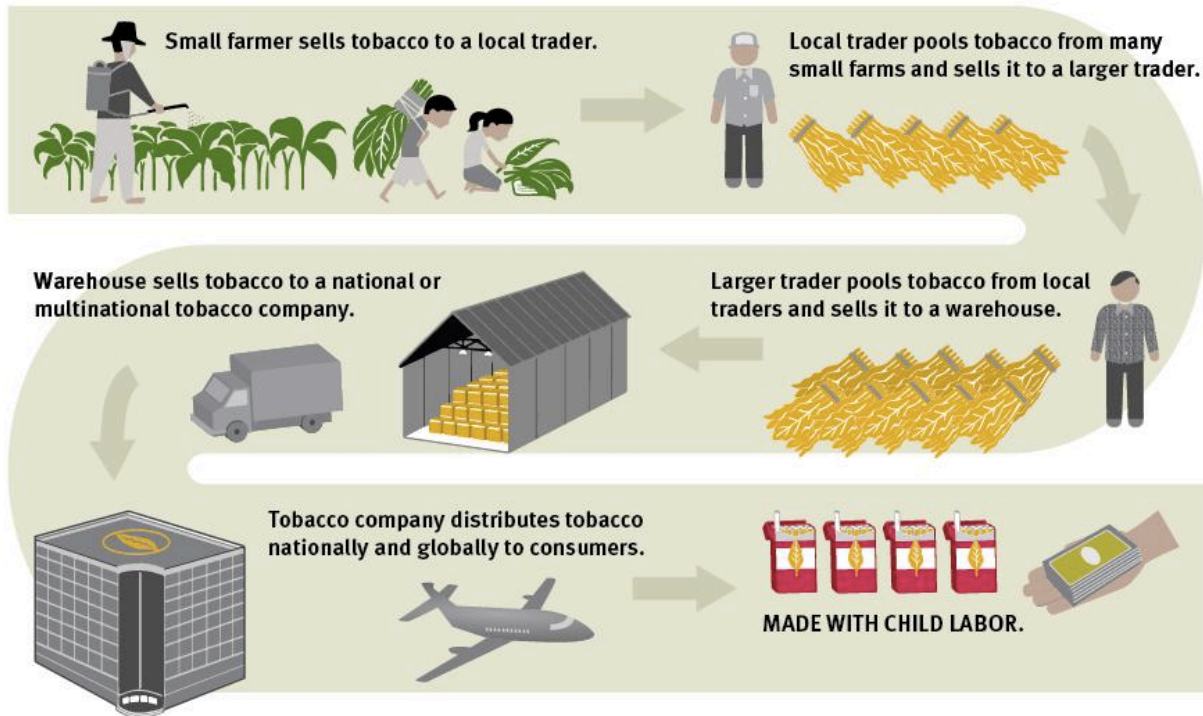 Small farmer sells tobacco to a local trader.
Local trader pools tobacco from many
small farms and sells it to a larger trader.
Larger trader pools tobacco from local
traders and sells it to a warehouse.
Warehouse sells tobacco to a national or
multinational tobacco company.
Tobacco company distributes tobacco
nationally and globally to consumers.
MADE WITH CHILD LABOR.